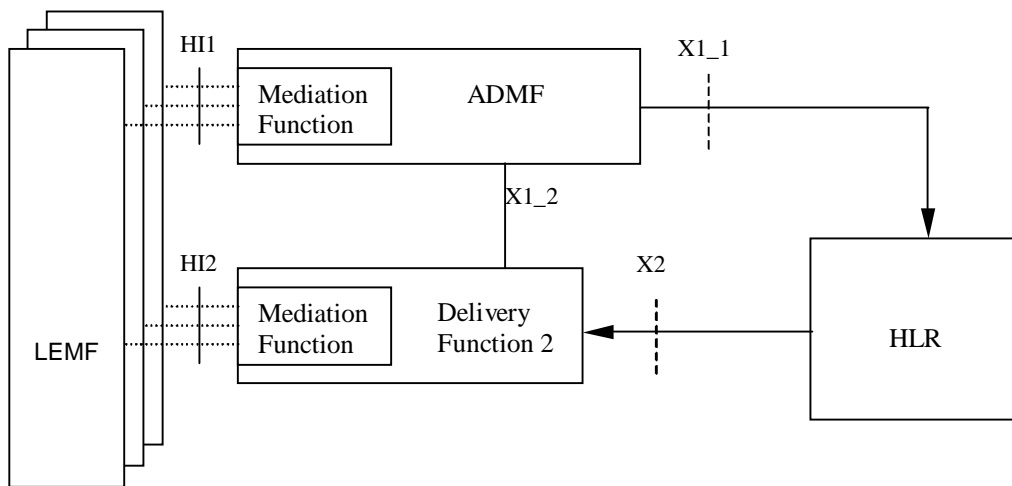 HI1
X1_1
Mediation
Function
ADMF
X1_2
HI2
X2
Mediation
Function
Delivery
Function 2
LEMF
HLR